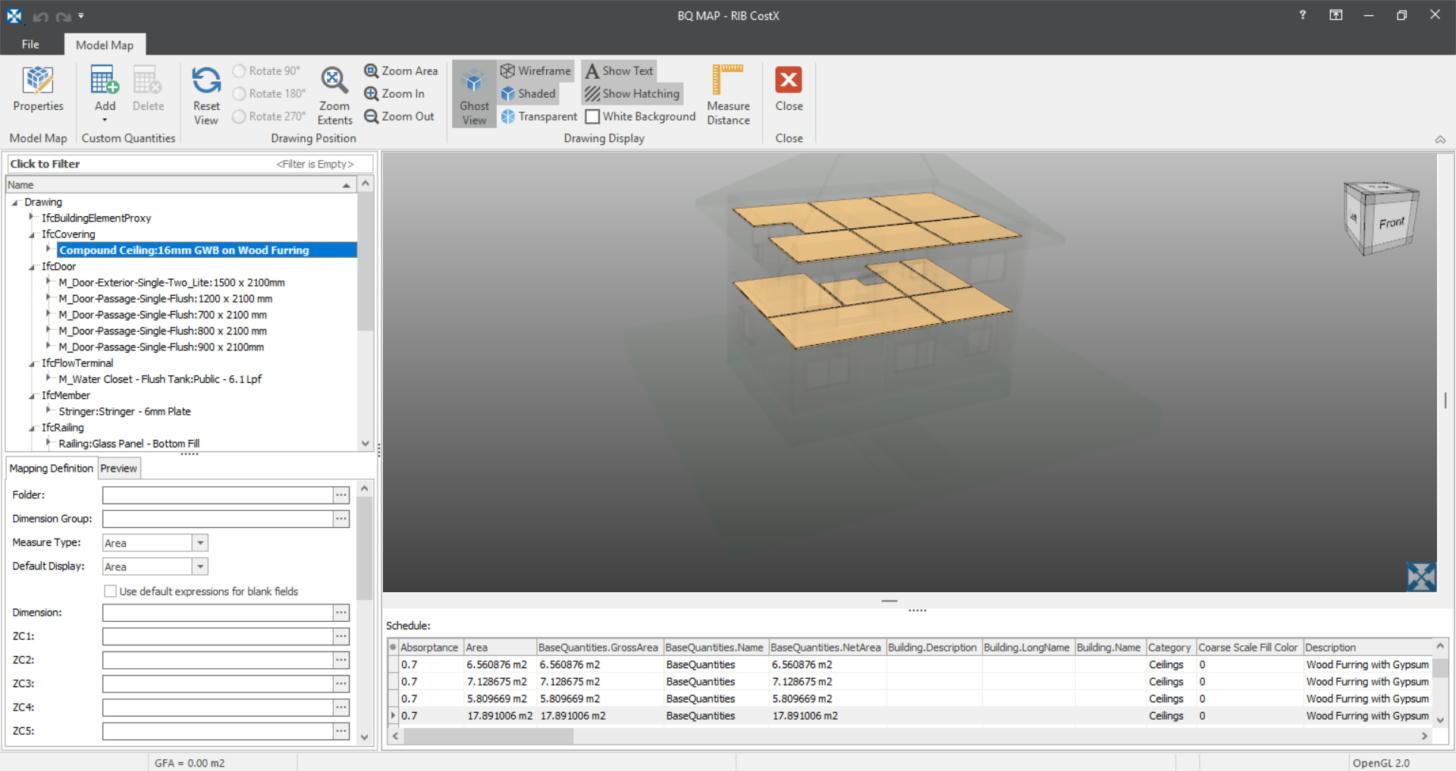 BQ MAP - RIB CostX
?
File
Model Map
Properties
Model Map
Add
Delete
Custom Quantities
Reset View
Rotate 90°
Rotate 180°
Rotate 270°
Zoom Extents
Zoom Area
Zoom In
Zoom Out
Drawing Position
Ghost View
Wireframe
Shaded
Transparent
A Show Text
Show Hatching
White Background
Drawing Display
Measure Distance
Close
Close
Click to Filter <Filter is Empty>
Name
Drawing
IfcBuildingElementProxy
IfcCovering
Compound Ceiling:16mm GWB on Wood Furring
IfcDoor
M_Door-Exterior-Single-Two_Lite:1500 x 2100mm
M_Door-Passage-Single-Flush:1200 x 2100 mm
M_Door-Passage-Single-Flush:700 x 2100 mm
M_Door-Passage-Single-Flush:800 x 2100 mm
M_Door-Passage-Single-Flush:900 x 2100mm
IfcFlowTerminal
M_Water Closet - Flush Tank:Public - 6.1 Lpf
IfcMember
Stringer:Stringer - 6mm Plate
IfcRailing
Railing:Glass Panel - Bottom Fill
Mapping Definition Preview
Folder:
Dimension Group:
Measure Type: Area
Default Display: Area
Use default expressions for blank fields
Dimension:
ZC1:
ZC2:
ZC3:
ZC4:
ZC5:
Front
Schedule:
Absorptance Area BaseQuantities.GrossArea BaseQuantities.Name BaseQuantities.NetArea Building.Description Building.LongName Building.Name Category Coarse Scale Fill Color Description
0.7 6.560876 m2 6.560876 m2 BaseQuantities 6.560876 m2 Ceilings 0 Wood Furring with Gypsum
0.7 7.128675 m2 7.128675 m2 BaseQuantities 7.128675 m2 Ceilings 0 Wood Furring with Gypsum
0.7 5.809669 m2 5.809669 m2 BaseQuantities 5.809669 m2 Ceilings 0 Wood Furring with Gypsum
0.7 17.891006 m2 17.891006 m2 BaseQuantities 17.891006 m2 Ceilings 0 Wood Furring with Gypsum
GFA = 0.00 m2
OpenGL 2.0